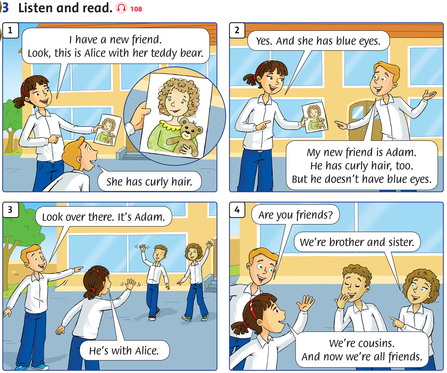 3 Listen and read. 108
1
I have a new friend.
Look, this is Alice with her teddy bear.
She has curly hair.
2
Yes. And she has blue eyes.
My new friend is Adam.
He has curly hair, too.
But he doesn't have blue eyes.
3
Look over there. It's Adam.
He's with Alice.
4
Are you friends?
We're brother and sister.
We're cousins.
And now we're all friends.